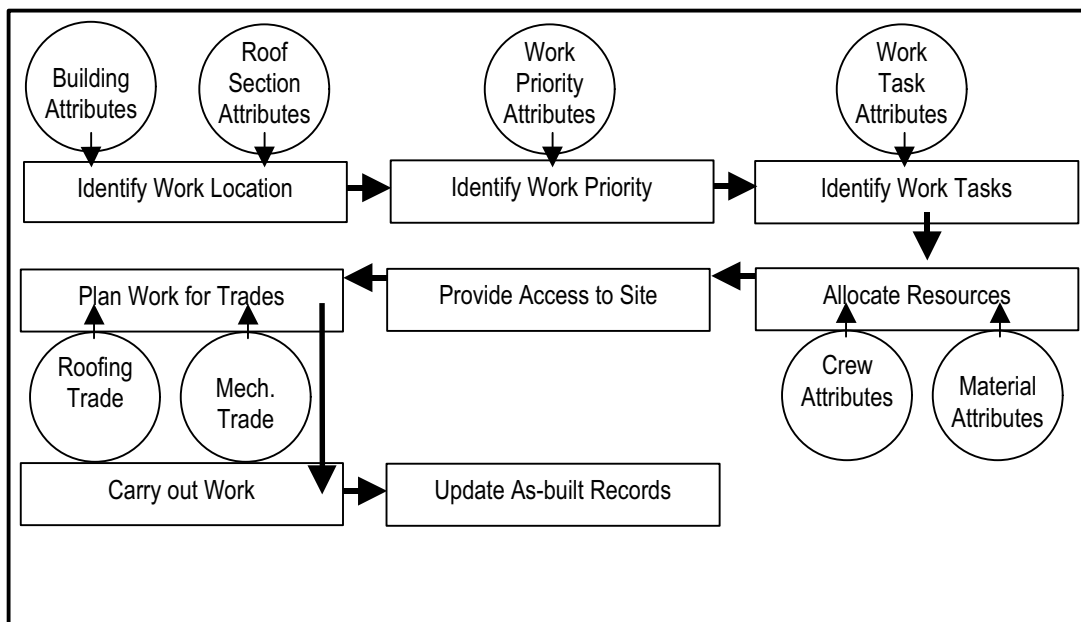 Building
Attributes
Roof
Section
Attributes
Work
Priority
Attributes
Work
Task
Attributes
Identify Work Location
Identify Work Priority
Identify Work Tasks
Plan Work for Trades
Provide Access to Site
Allocate Resources
Roofing
Trade
Mech.
Trade
Crew
Attributes
Material
Attributes
Carry out Work
Update As-built Records